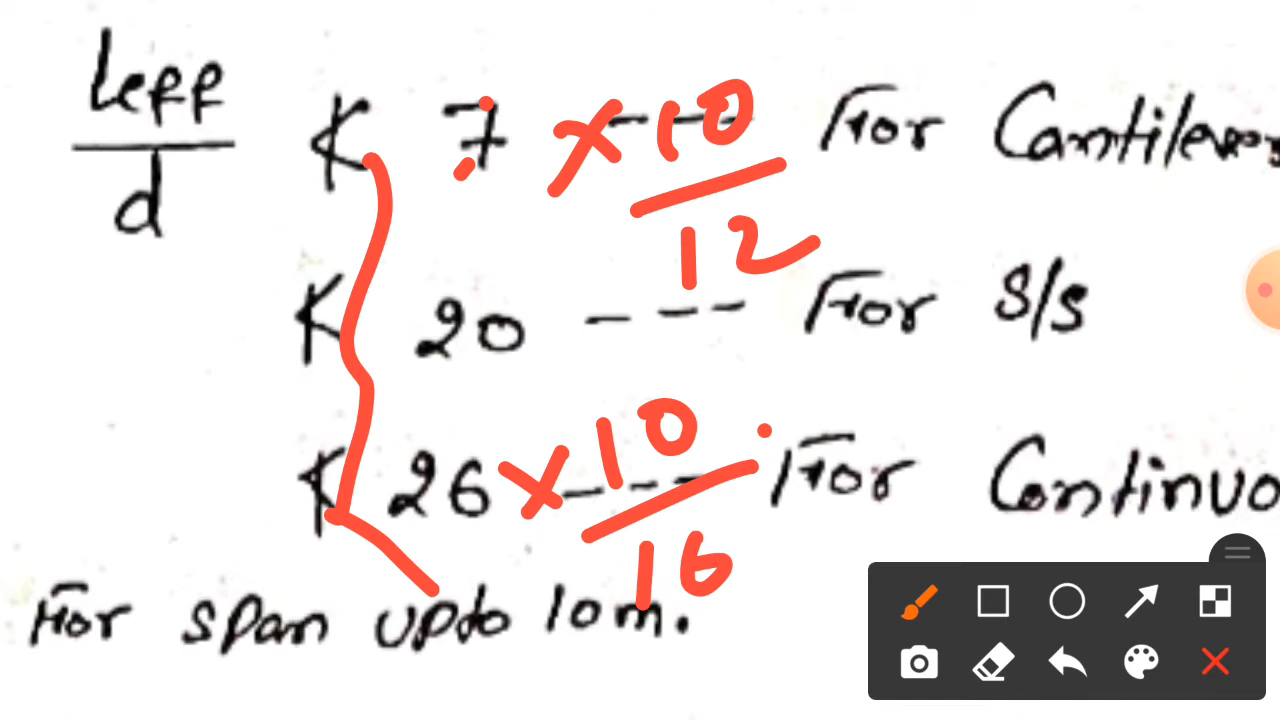 leff/d K 7 × 10/12 --- For Cantilever
K 20 --- For S/S
K 26 × 10/16 --- For Continuo
For span upto 10m.